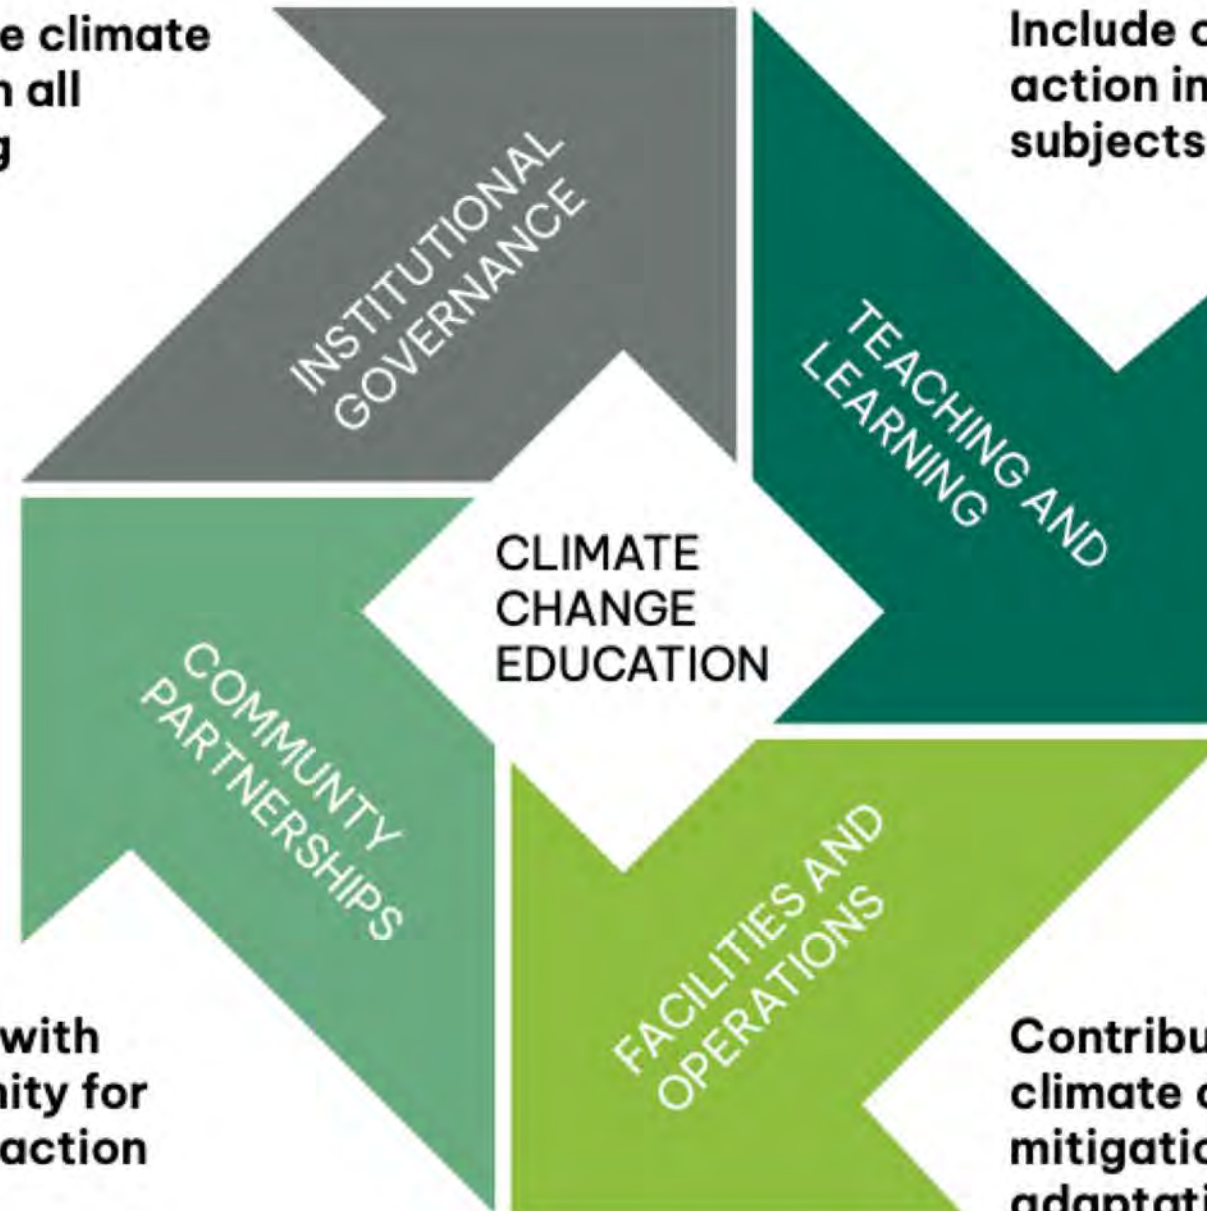 e climate
all
Include
action in
subjects
INSTITUTIONAL
GOVERNANCE
TEACHING AND
LEARNING
CLIMATE
CHANGE
EDUCATION
COMMUNTY
PARTNERSHIPS
FACILITIES AND
OPERATIONS
with
nity for
action
Contribu
climate
mitigatio
adaptati